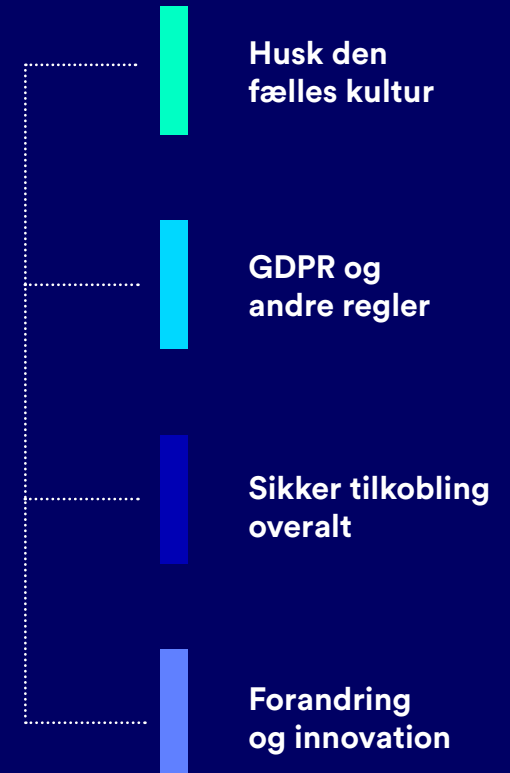 Husk den
fælles kultur
GDPR og
andre regler
Sikker tilkobling
overalt
Forandring
og innovation